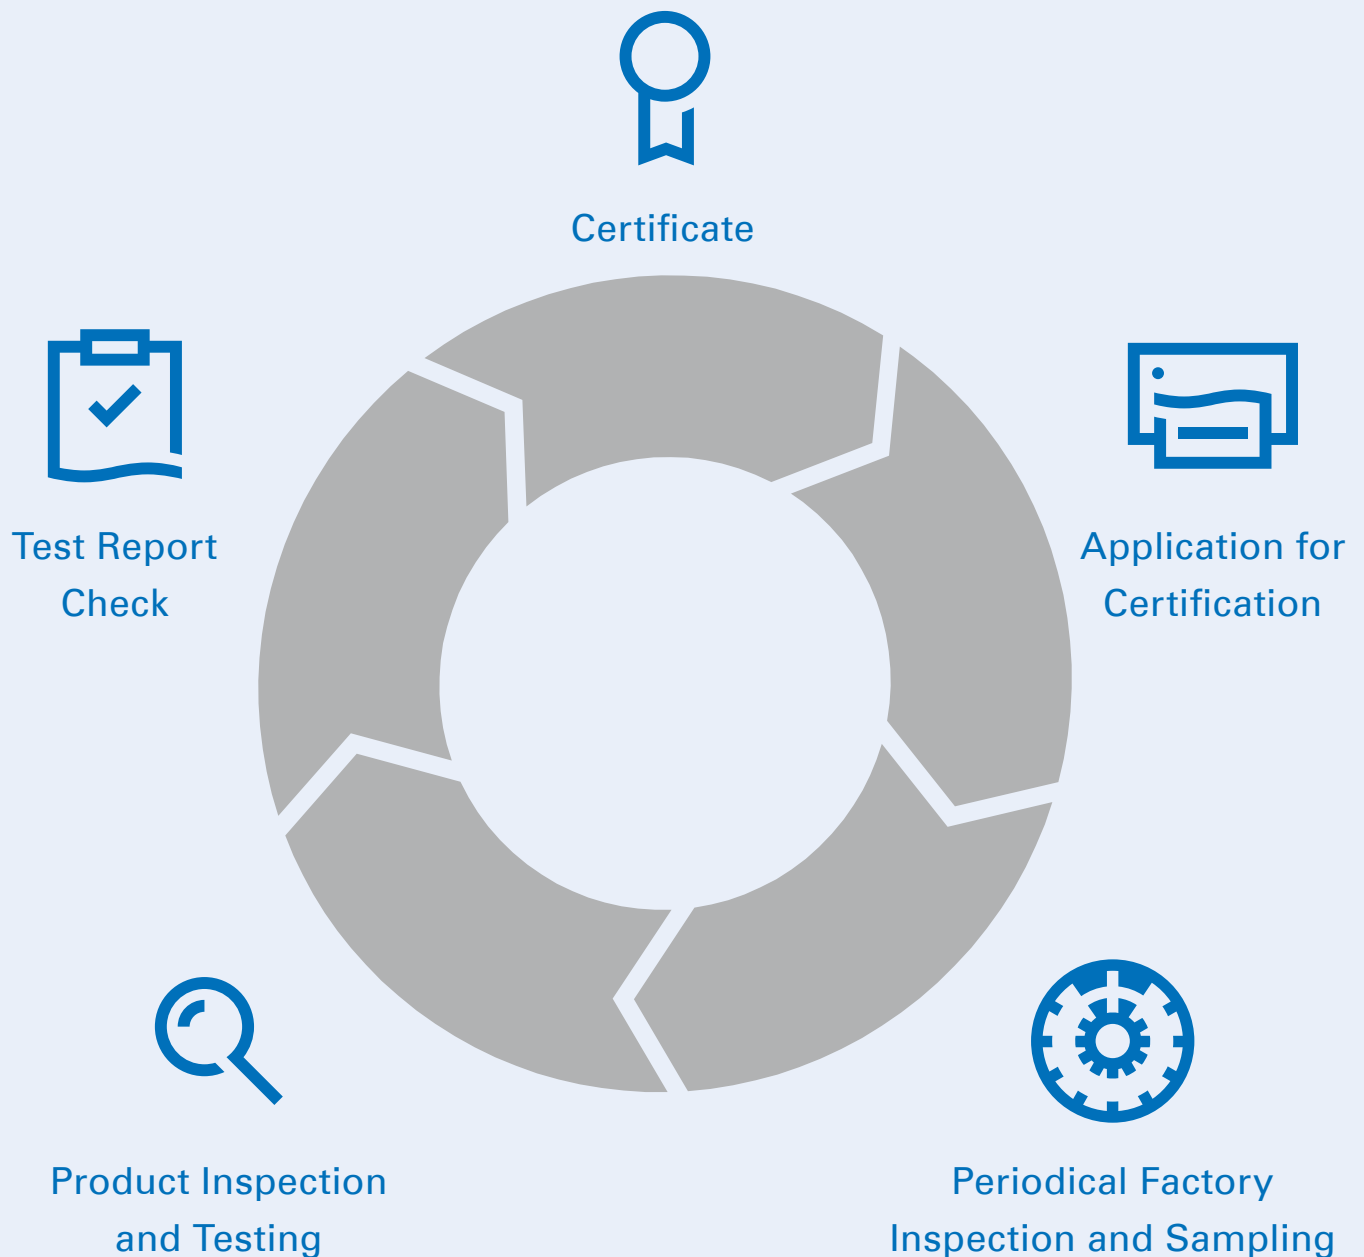 Certificate
Test Report
Check
Application for
Certification
Product Inspection
and Testing
Periodical Factory
Inspection and Sampling